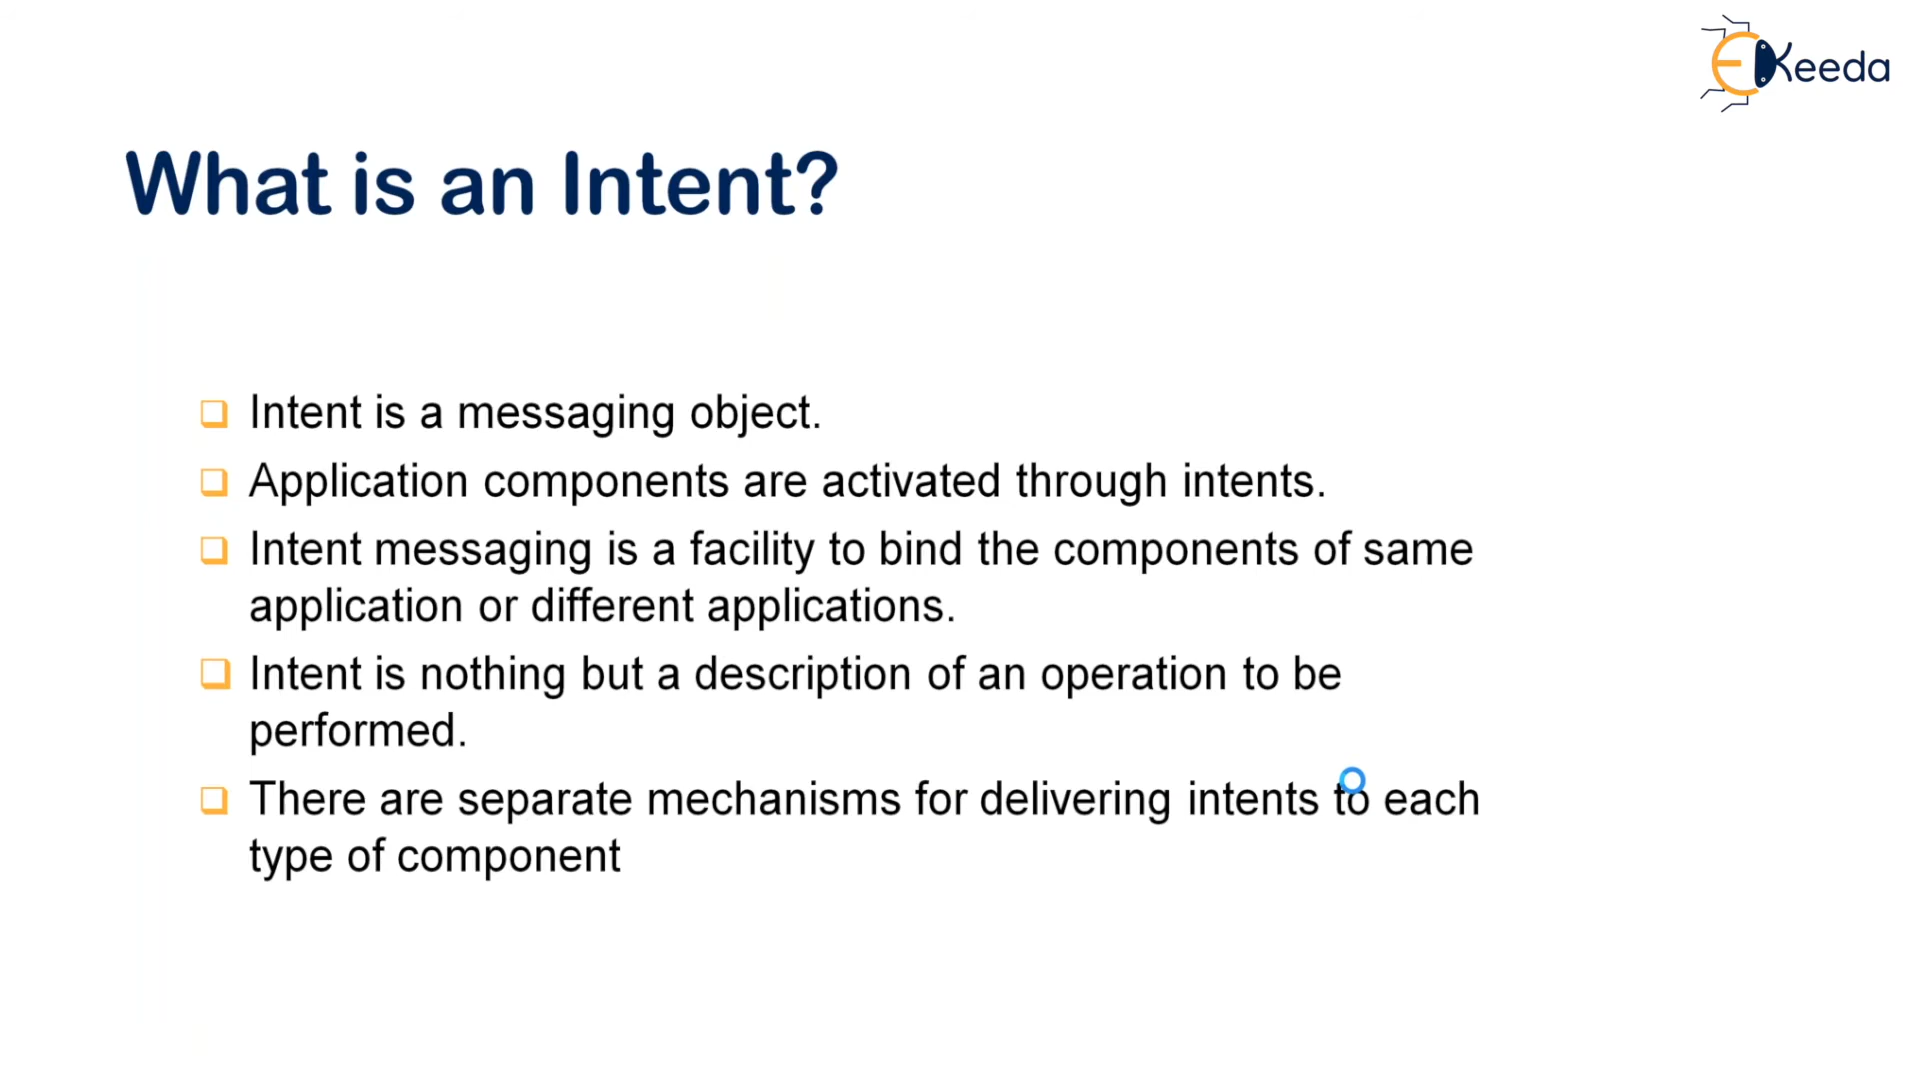 EKeeda
What is an Intent?
Intent is a messaging object.
Application components are activated through intents.
Intent messaging is a facility to bind the components of same
application or different applications.
Intent is nothing but a description of an operation to be
performed.
There are separate mechanisms for delivering intents to each
type of component